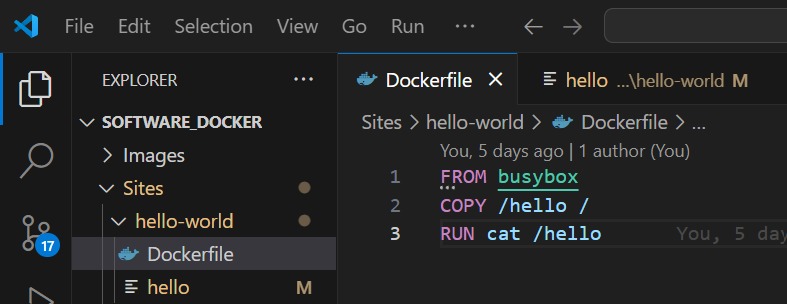 File Edit Selection View Go Run ...
EXPLORER ...
SOFTWARE_DOCKER
Images
Sites
hello-world
Dockerfile
hello M
17
Dockerfile
hello ...\hello-world M
Sites > hello-world > Dockerfile > ...
You, 5 days ago | 1 author (You)
1 FROM busybox
2 COPY /hello /
3 RUN cat /hello You, 5 day